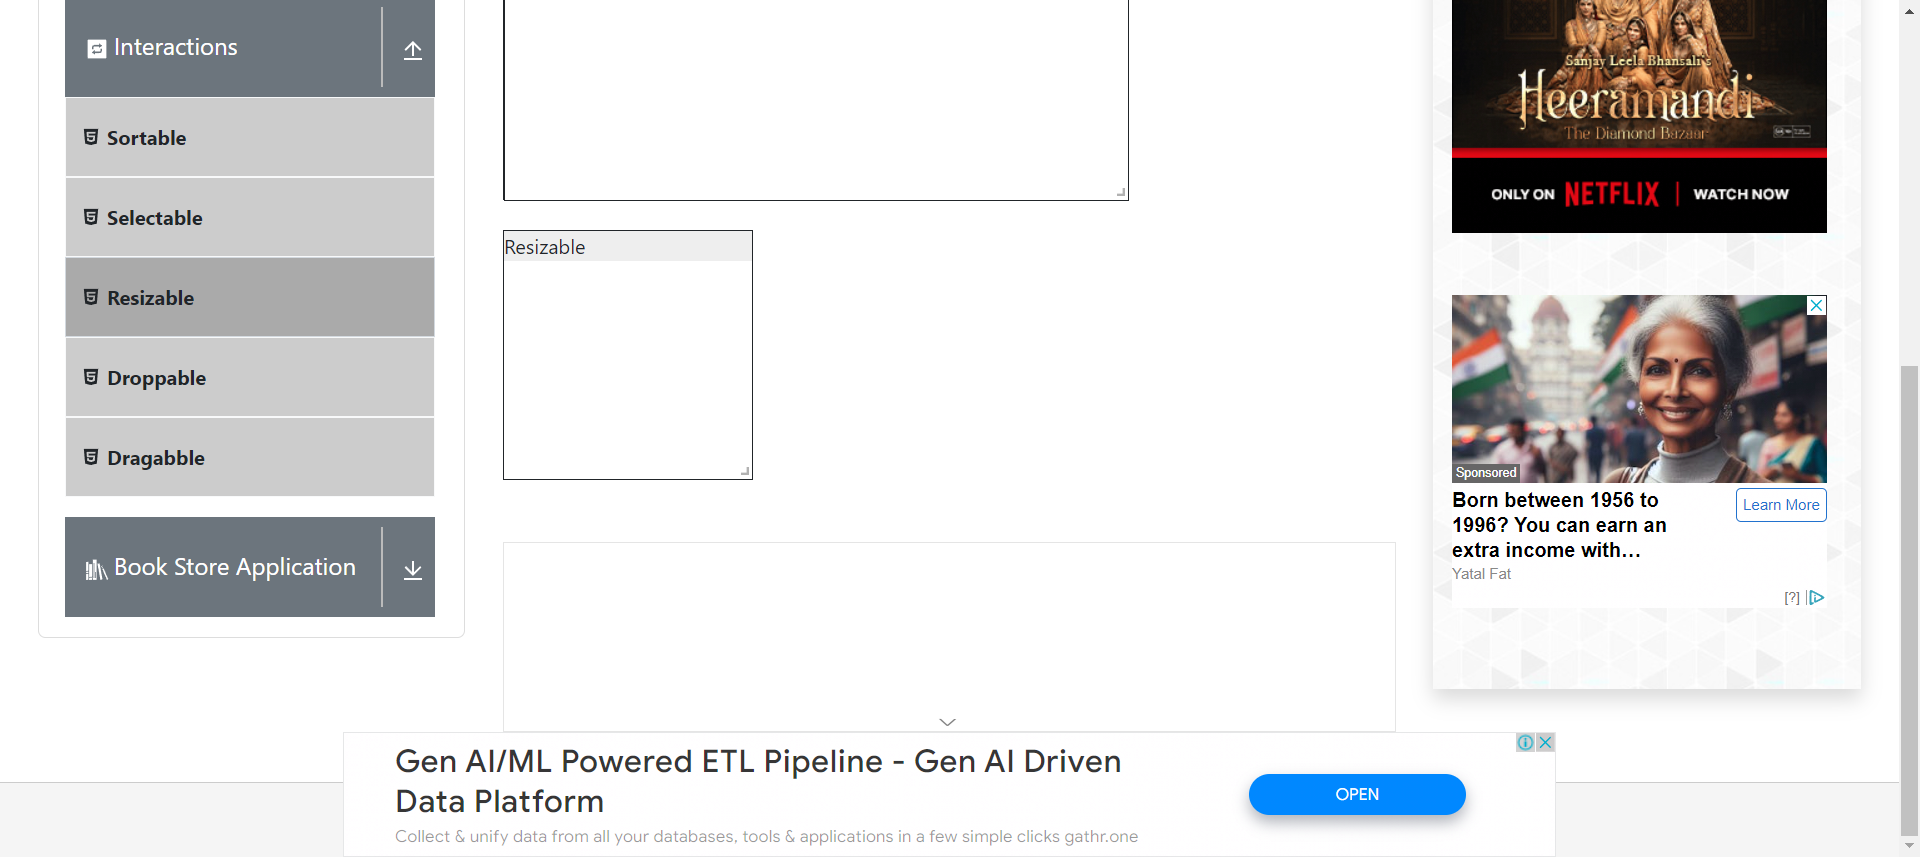 Interactions
Sortable
Selectable
Resizable
Droppable
Dragabble
Book Store Application
Resizable
Sanjay Leela Bhansali's
Heeramandi
The Diamond Bazaar
ONLY ON NETFLIX | WATCH NOW
Sponsored
Born between 1956 to
1996? You can earn an
extra income with...
Learn More
Yatal Fat
[?]
Gen AI/ML Powered ETL Pipeline - Gen AI Driven
Data Platform
Collect & unify data from all your databases, tools & applications in a few simple clicks gathr.one
OPEN